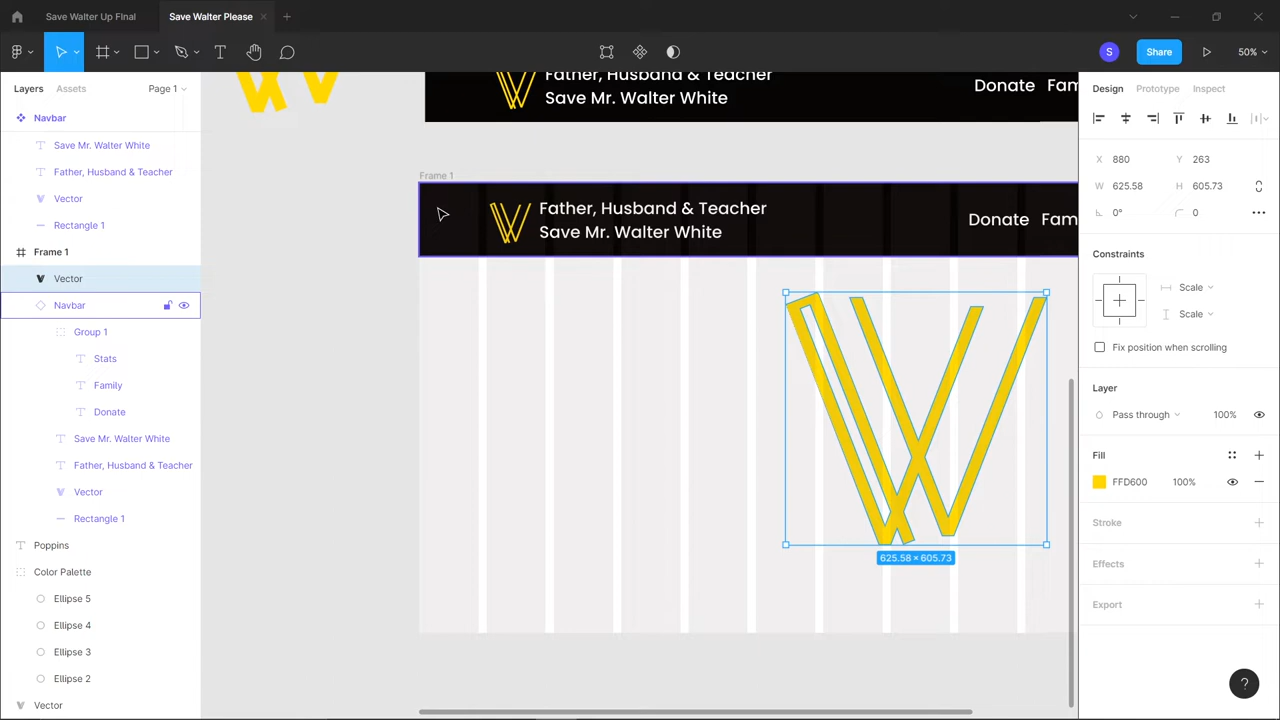 Save Walter Up FInal
Save Walter Please
S
Share
50%
Layers
Assets
Page 1
Navbar
Save Mr. Walter White
Father, Husband & Teacher
Vector
Rectangle 1
Frame 1
Vector
Navbar
Group 1
Stats
Family
Donate
Save Mr. Walter White
Father, Husband & Teacher
Vector
Rectangle 1
Poppins
Color Palette
Ellipse 5
Ellipse 4
Ellipse 3
Ellipse 2
Vector
Father, Husband & Teacher
Save Mr. Walter White
Donate Fam
Frame 1
Father, Husband & Teacher
Save Mr. Walter White
Donate Fam
625.58 × 605.73
Design
Prototype
Inspect
X 880 Y 263
W 625.58 H 605.73
0° 0
Constraints
Scale
Scale
Fix position when scrolling
Layer
Pass through 100%
Fill
FFD600 100%
Stroke
Effects
Export
?